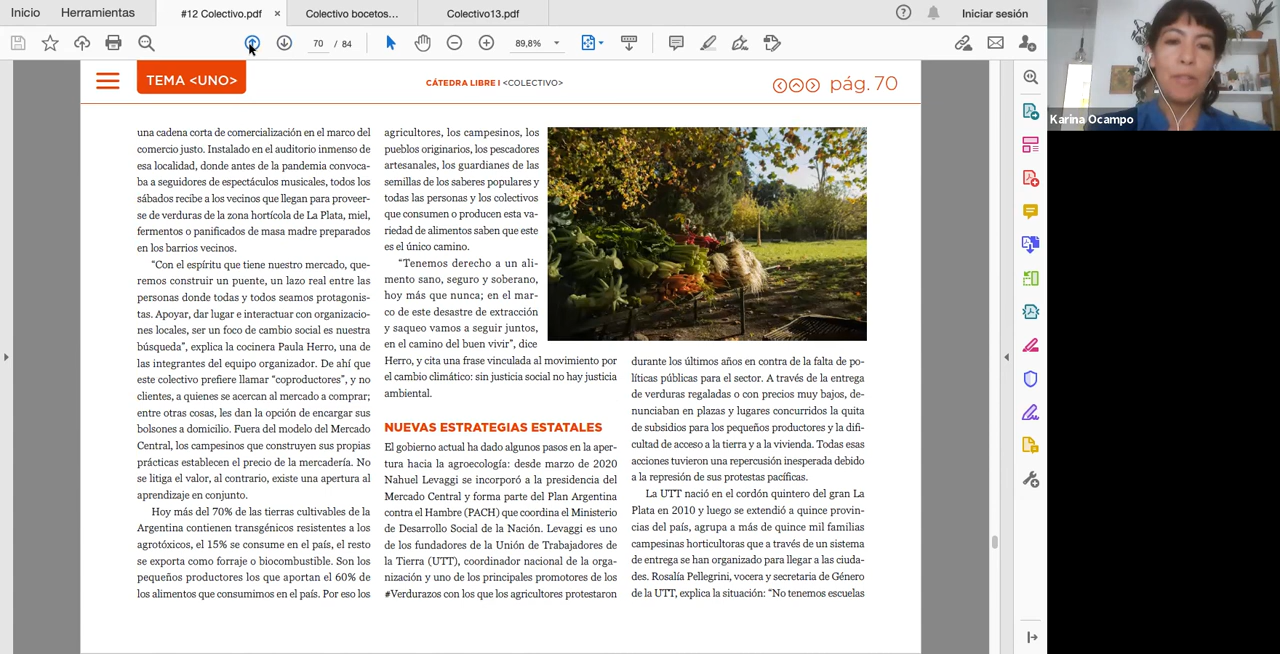 Inicio
Herramientas
#12 Colectivo.pdf
×
Colectivo bocetos...
Colectivo13.pdf
Iniciar sesión
70 / 84
89,8%
Karina Ocampo
TEMA <UNO>
CÁTEDRA LIBRE I <COLECTIVO>
pág. 70
una cadena corta de comercialización en el marco del
comercio justo. Instalado en el auditorio inmenso de
esa localidad, donde antes de la pandemia convoca-
ba a seguidores de espectáculos musicales, todos los
sábados recibe a los vecinos que llegan para proveer-
se de verduras de la zona hortícola de La Plata, miel,
fermentos o panificados de masa madre preparados
en los barrios vecinos.
“Con el espíritu que tiene nuestro mercado, que-
remos construir un puente, un lazo real entre las
personas donde todas y todos seamos protagonis-
tas. Apoyar, dar lugar e interactuar con organizacio-
nes locales, ser un foco de cambio social es nuestra
búsqueda”, explica la cocinera Paula Herro, una de
las integrantes del equipo organizador. De ahí que
este colectivo prefiere llamar “coproductores”, y no
clientes, a quienes se acercan al mercado a comprar;
entre otras cosas, les dan la opción de encargar sus
bolsones a domicilio. Fuera del modelo del Mercado
Central, los campesinos que construyen sus propias
prácticas establecen el precio de la mercadería. No
se litiga el valor, al contrario, existe una apertura al
aprendizaje en conjunto.
Hoy más del 70% de las tierras cultivables de la
Argentina contienen transgénicos resistentes a los
agrotóxicos, el 15% se consume en el país, el resto
se exporta como forraje o biocombustible. Son los
pequeños productores los que aportan el 60% de
los alimentos que consumimos en el país. Por eso los
agricultores, los campesinos, los
pueblos originarios, los pescadores
artesanales, los guardianes de las
semillas de los saberes populares y
todas las personas y los colectivos
que consumen o producen esta va-
riedad de alimentos saben que este
es el único camino.
“Tenemos derecho a un ali-
mento sano, seguro y soberano,
hoy más que nunca; en el mar-
co de este desastre de extracción
y saqueo vamos a seguir juntos,
en el camino del buen vivir”, dice
Herro, y cita una frase vinculada al movimiento por
el cambio climático: sin justicia social no hay justicia
ambiental.
NUEVAS ESTRATEGIAS ESTATALES
El gobierno actual ha dado algunos pasos en la aper-
tura hacia la agroecología: desde marzo de 2020
Nahuel Levaggi se incorporó a la presidencia del
Mercado Central y forma parte del Plan Argentina
contra el Hambre (PACH) que coordina el Ministerio
de Desarrollo Social de la Nación. Levaggi es uno
de los fundadores de la Unión de Trabajadores de
la Tierra (UTT), coordinador nacional de la orga-
nización y uno de los principales promotores de los
#Verdurazos con los que los agricultores protestaron
durante los últimos años en contra de la falta de po-
líticas públicas para el sector. A través de la entrega
de verduras regaladas o con precios muy bajos, de-
nunciaban en plazas y lugares concurridos la quita
de subsidios para los pequeños productores y la difi-
cultad de acceso a la tierra y a la vivienda. Todas esas
acciones tuvieron una repercusión inesperada debido
a la represión de sus protestas pacíficas.
La UTT nació en el cordón quintero del gran La
Plata en 2010 y luego se extendió a quince provin-
cias del país, agrupa a más de quince mil familias
campesinas horticultoras que a través de un sistema
de entrega se han organizado para llegar a las ciuda-
des. Rosalía Pellegrini, vocera y secretaria de Género
de la UTT, explica la situación: “No tenemos escuelas